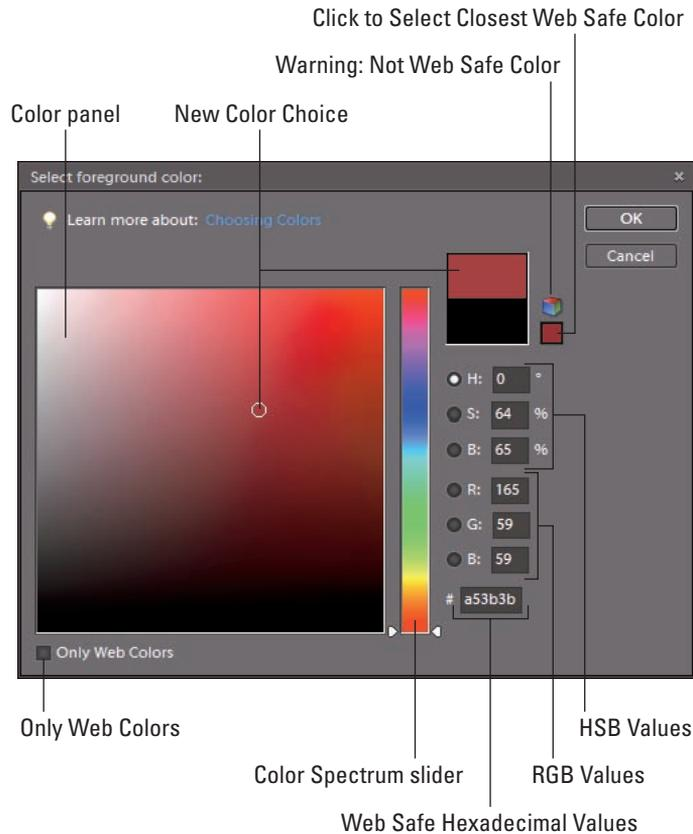 Click to Select Closest Web Safe Color
Warning: Not Web Safe Color
Color panel
New Color Choice
Select foreground color:
×
Learn more about: Choosing Colors
OK
Cancel
H: 0 °
S: 64 %
B: 65 %
R: 165
G: 59
B: 59
# a53b3b
Only Web Colors
Only Web Colors
HSB Values
Color Spectrum slider
RGB Values
Web Safe Hexadecimal Values